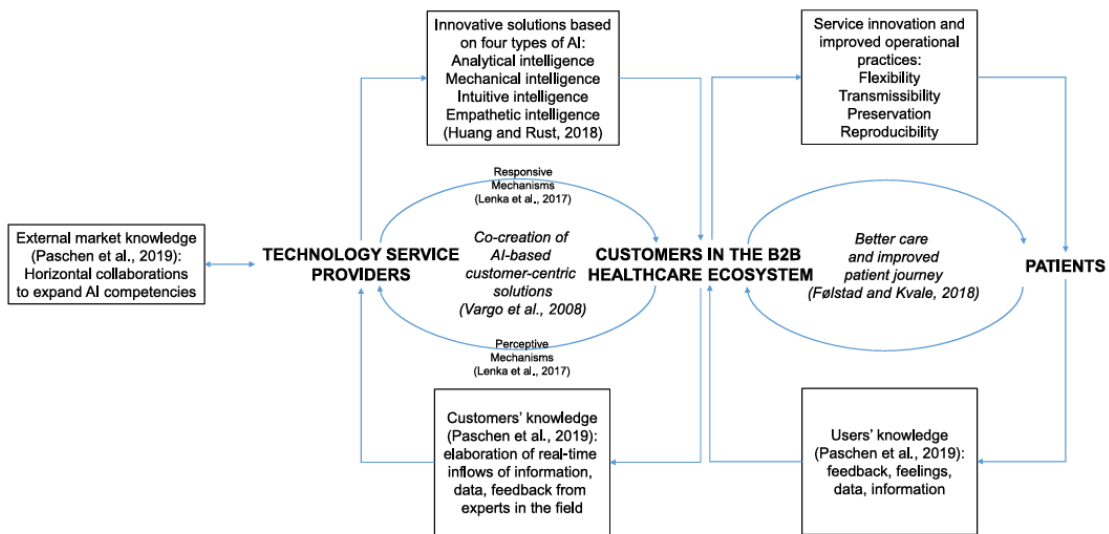 Innovative solutions based
on four types of AI:
Analytical intelligence
Mechanical intelligence
Intuitive intelligence
Empathetic intelligence
(Huang and Rust, 2018)
Service innovation and
improved operational
practices:
Flexibility
Transmissibility
Preservation
Reproducibility
Responsive
Mechanisms
(Lenka et al., 2017)
External market knowledge
(Paschen et al., 2019):
Horizontal collaborations
to expand AI competencies
TECHNOLOGY SERVICE
PROVIDERS
Co-creation of
AI-based
customer-centric
solutions
(Vargo et al., 2008)
CUSTOMERS IN THE B2B
HEALTHCARE ECOSYSTEM
Better care
and improved
patient journey
(Følstad and Kvale, 2018)
PATIENTS
Perceptive
Mechanisms
(Lenka et al., 2017)
Customers' knowledge
(Paschen et al., 2019):
elaboration of real-time
inflows of information,
data, feedback from
experts in the field
Users' knowledge
(Paschen et al., 2019):
feedback, feelings,
data, information